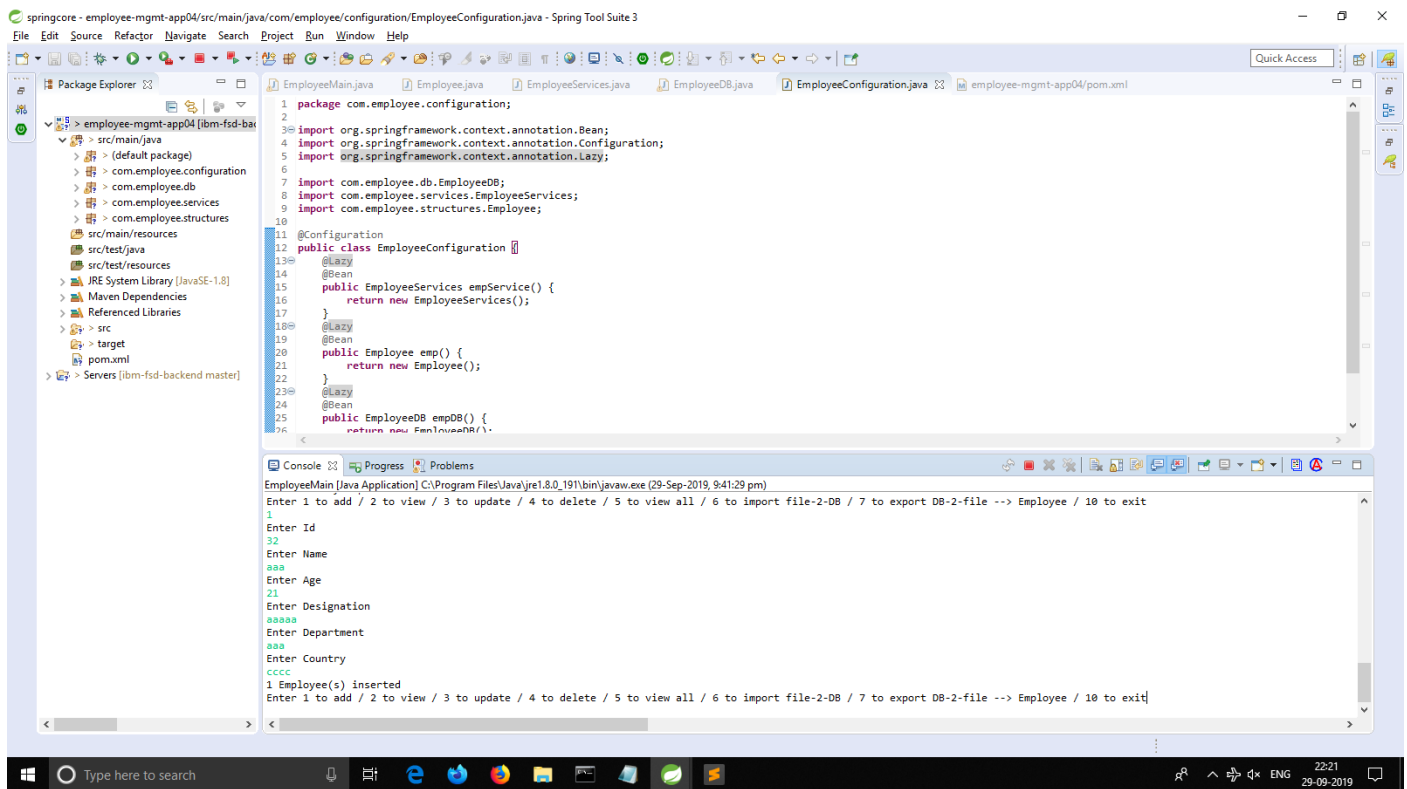 springcore - employee-mgmt-app04/src/main/java/com/employee/configuration/EmployeeConfiguration.java - Spring Tool Suite 3
File Edit Source Refactor Navigate Search Project Run Window Help
Quick Access
Package Explorer
> employee-mgmt-app04 [ibm-fsd-bac
> src/main/java
> (default package)
> com.employee.configuration
> com.employee.db
> com.employee.services
> com.employee.structures
src/main/resources
src/test/java
src/test/resources
JRE System Library [JavaSE-1.8]
Maven Dependencies
Referenced Libraries
> src
> target
pom.xml
> Servers [ibm-fsd-backend master]
EmployeeMain.java Employee.java EmployeeServices.java EmployeeDB.java EmployeeConfiguration.java employee-mgmt-app04/pom.xml
1 package com.employee.configuration;
2
3 import org.springframework.context.annotation.Bean;
4 import org.springframework.context.annotation.Configuration;
5 import org.springframework.context.annotation.Lazy;
6
7 import com.employee.db.EmployeeDB;
8 import com.employee.services.EmployeeServices;
9 import com.employee.structures.Employee;
10
11 @Configuration
12 public class EmployeeConfiguration {
13 @Lazy
14 @Bean
15 public EmployeeServices empService() {
16 return new EmployeeServices();
17 }
18 @Lazy
19 @Bean
20 public Employee emp() {
21 return new Employee();
22 }
23 @Lazy
24 @Bean
25 public EmployeeDB empDB() {
26 return new EmployeeDB();
Console Progress Problems
EmployeeMain [Java Application] C:\Program Files\Java\jre1.8.0_191\bin\javaw.exe (29-Sep-2019, 9:41:29 pm)
Enter 1 to add / 2 to view / 3 to update / 4 to delete / 5 to view all / 6 to import file-2-DB / 7 to export DB-2-file --> Employee / 10 to exit
1
Enter Id
32
Enter Name
aaa
Enter Age
21
Enter Designation
aaaaa
Enter Department
aaa
Enter Country
cccc
1 Employee(s) inserted
Enter 1 to add / 2 to view / 3 to update / 4 to delete / 5 to view all / 6 to import file-2-DB / 7 to export DB-2-file --> Employee / 10 to exit
Type here to search
ENG
22:21
29-09-2019